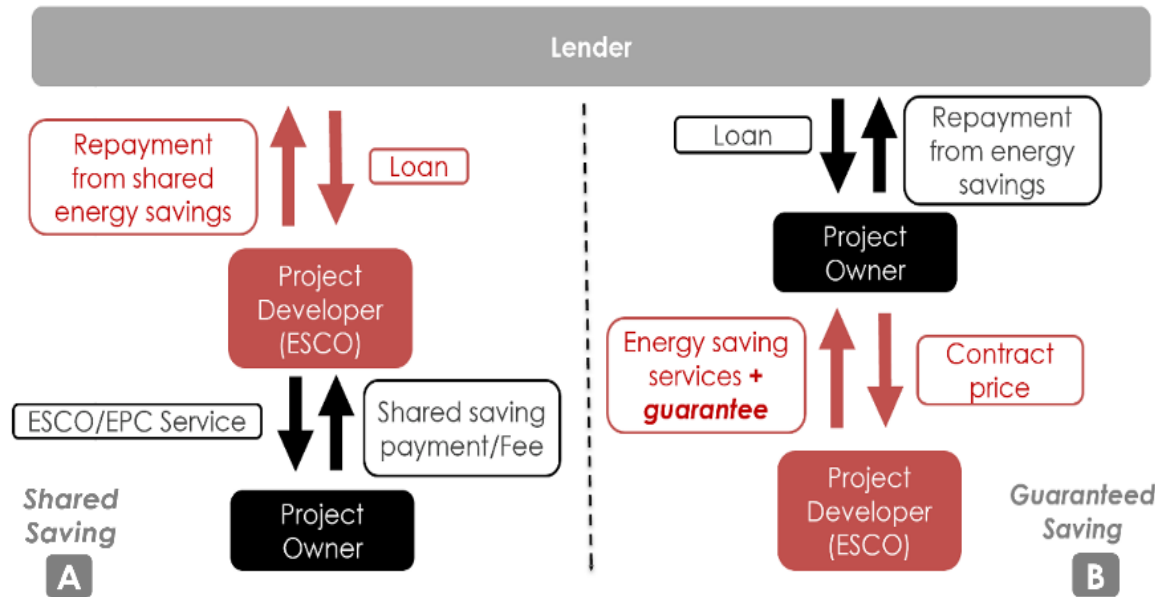 Lender
Repayment
from shared
energy savings
Loan
Project
Developer
(ESCO)
ESCO/EPC Service
Shared saving
payment/Fee
Project
Owner
Shared
Saving
A
Loan
Repayment
from energy
savings
Project
Owner
Energy saving
services +
guarantee
Contract
price
Project
Developer
(ESCO)
Guaranteed
Saving
B